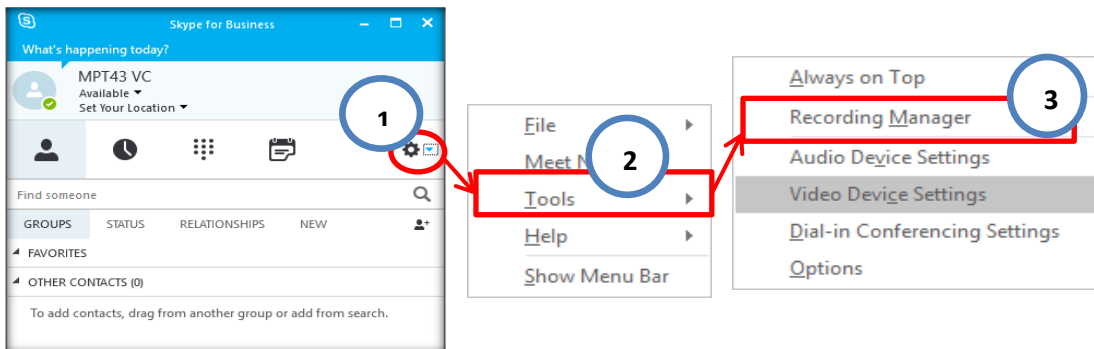 Skype for Business
What's happening today?
MPT43 VC
Available
Set Your Location
1
Find someone
GROUPS STATUS RELATIONSHIPS NEW
FAVORITES
OTHER CONTACTS (0)
To add contacts, drag from another group or add from search.
2
File
Meet N
Tools
Help
Show Menu Bar
3
Always on Top
Recording Manager
Audio Device Settings
Video Device Settings
Dial-in Conferencing Settings
Options